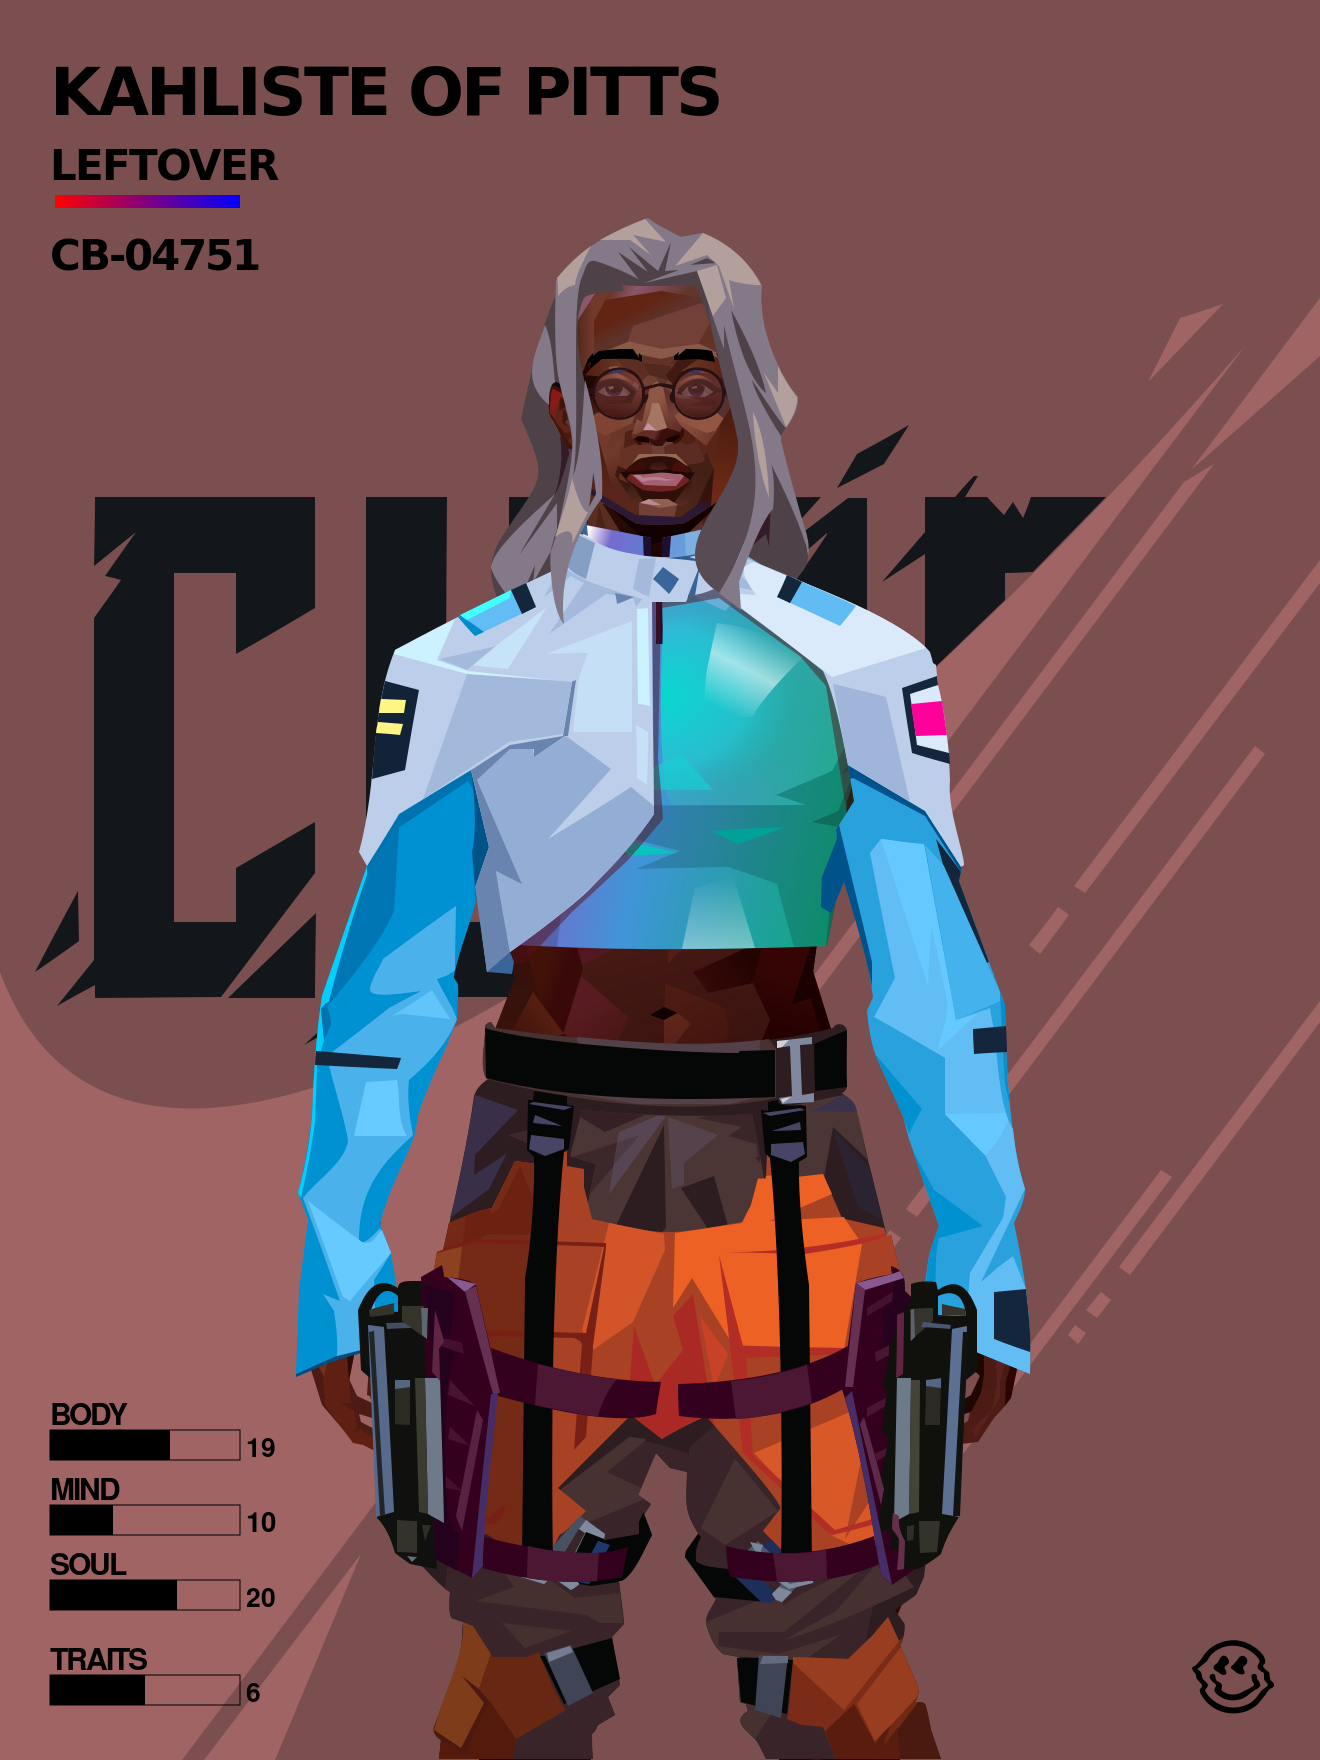 KAHLISTE OF PITTS
LEFTOVER
CB-04751
BODY
19
MIND
10
SOUL
20
TRAITS
6